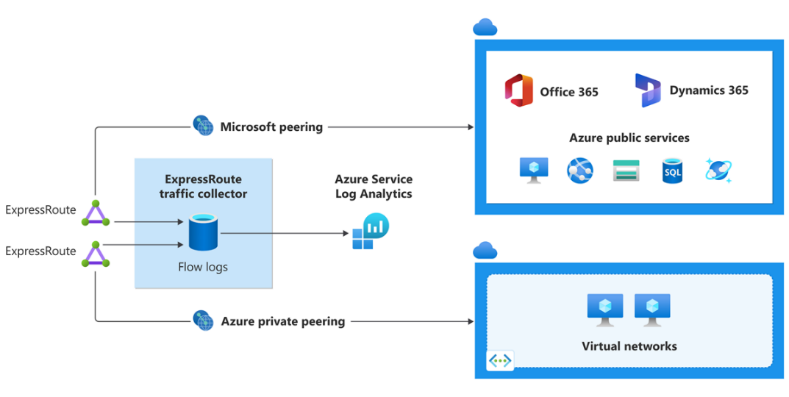 Office 365
Dynamics 365
Azure public services
SQL
Microsoft peering
ExpressRoute
traffic collector
Azure Service
Log Analytics
ExpressRoute
ExpressRoute
Flow logs
Azure private peering
Virtual networks